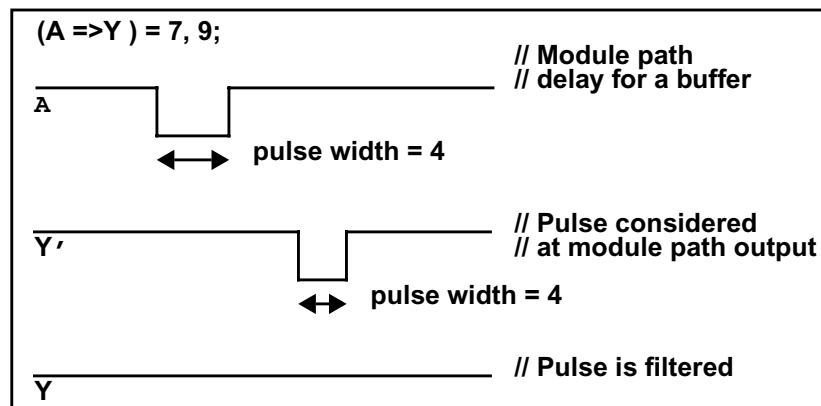 (A =>Y ) = 7, 9;
// Module path
// delay for a buffer
A
pulse width = 4
// Pulse considered
// at module path output
Y′
pulse width = 4
// Pulse is filtered
Y